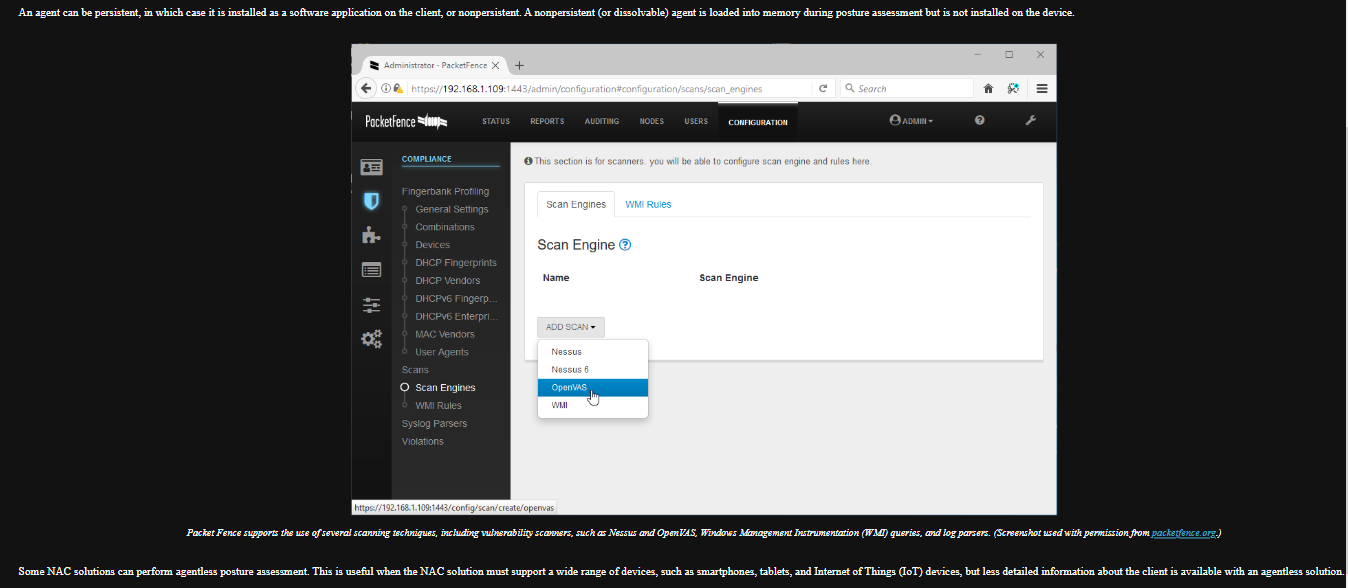 An agent can be persistent, in which case it is installed as a software application on the client, or nonpersistent. A nonpersistent (or dissolvable) agent is loaded into memory during posture assessment but is not installed on the device.
Administrator - PacketFence
https://192.168.1.109:1443/admin/configuration#configuration/scans/scan_engines
Search
PacketFence
STATUS REPORTS AUDITING NODES USERS CONFIGURATION ADMIN
COMPLIANCE
Fingerbank Profiling
General Settings
Combinations
Devices
DHCP Fingerprints
DHCP Vendors
DHCPv6 Fingerp...
DHCPv6 Enterpri...
MAC Vendors
User Agents
Scans
Scan Engines
WMI Rules
Syslog Parsers
Violations
This section is for scanners. you will be able to configure scan engine and rules here.
Scan Engines WMI Rules
Scan Engine
Name Scan Engine
ADD SCAN
Nessus
Nessus 6
OpenVAS
WMI
https://192.168.1.109:1443/config/scan/create/openvas
Packet Fence supports the use of several scanning techniques, including vulnerability scanners, such as Nessus and OpenVAS, Windows Management Instrumentation (WMI) queries, and log parsers. (Screenshot used with permission from packetfence.org.)
Some NAC solutions can perform agentless posture assessment. This is useful when the NAC solution must support a wide range of devices, such as smartphones, tablets, and Internet of Things (IoT) devices, but less detailed information about the client is available with an agentless solution.